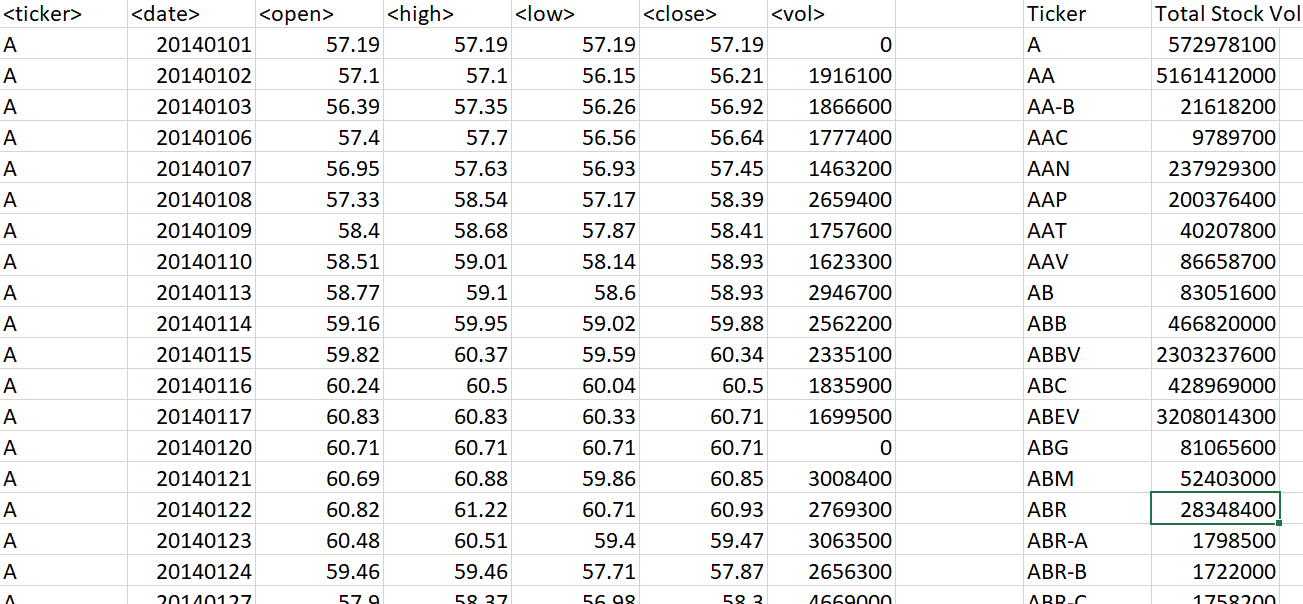 <ticker> <date> <open> <high> <low> <close> <vol> Ticker Total Stock Vol
A 20140101 57.19 57.19 57.19 57.19 0 A 572978100
A 20140102 57.1 57.1 56.15 56.21 1916100 AA 5161412000
A 20140103 56.39 57.35 56.26 56.92 1866600 AA-B 21618200
A 20140106 57.4 57.7 56.56 56.64 1777400 AAC 9789700
A 20140107 56.95 57.63 56.93 57.45 1463200 AAN 237929300
A 20140108 57.33 58.54 57.17 58.39 2659400 AAP 200376400
A 20140109 58.4 58.68 57.87 58.41 1757600 AAT 40207800
A 20140110 58.51 59.01 58.14 58.93 1623300 AAV 86658700
A 20140113 58.77 59.1 58.6 58.93 2946700 AB 83051600
A 20140114 59.16 59.95 59.02 59.88 2562200 ABB 466820000
A 20140115 59.82 60.37 59.59 60.34 2335100 ABBV 2303237600
A 20140116 60.24 60.5 60.04 60.5 1835900 ABC 428969000
A 20140117 60.83 60.83 60.33 60.71 1699500 ABEV 3208014300
A 20140120 60.71 60.71 60.71 60.71 0 ABG 81065600
A 20140121 60.69 60.88 59.86 60.85 3008400 ABM 52403000
A 20140122 60.82 61.22 60.71 60.93 2769300 ABR 28348400
A 20140123 60.48 60.51 59.4 59.47 3063500 ABR-A 1798500
A 20140124 59.46 59.46 57.71 57.87 2656300 ABR-B 1722000
A 20140127 57.9 58.37 56.98 58.3 4669000 ABR-C 1758200